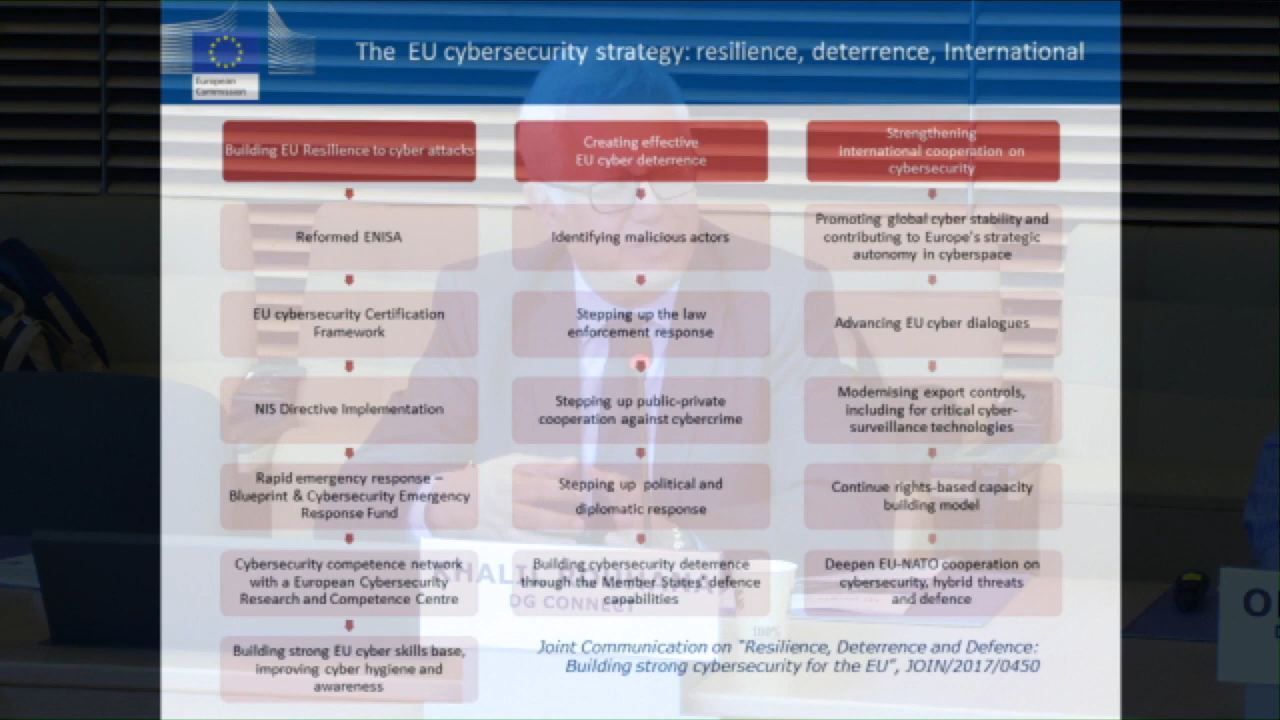 The EU cybersecurity strategy: resilience, deterrence, International
European
Commission
Building EU Resilience to cyber attacks
Reformed ENISA
EU cybersecurity Certification
Framework
NIS Directive Implementation
Rapid emergency response –
Blueprint & Cybersecurity Emergency
Response Fund
Cybersecurity competence network
with a European Cybersecurity
Research and Competence Centre
Building strong EU cyber skills base,
improving cyber hygiene and
awareness
Creating effective
EU cyber deterrence
Identifying malicious actors
Stepping up the law
enforcement response
Stepping up public-private
cooperation against cybercrime
Stepping up political and
diplomatic response
Building cybersecurity deterrence
through the Member States' defence
capabilities
Strengthening
international cooperation on
cybersecurity
Promoting global cyber stability and
contributing to Europe's strategic
autonomy in cyberspace
Advancing EU cyber dialogues
Modernising export controls,
including for critical cyber-
surveillance technologies
Continue rights-based capacity
building model
Deepen EU-NATO cooperation on
cybersecurity, hybrid threats
and defence
Joint Communication on "Resilience, Deterrence and Defence:
Building strong cybersecurity for the EU", JOIN/2017/0450
DG CONNECT